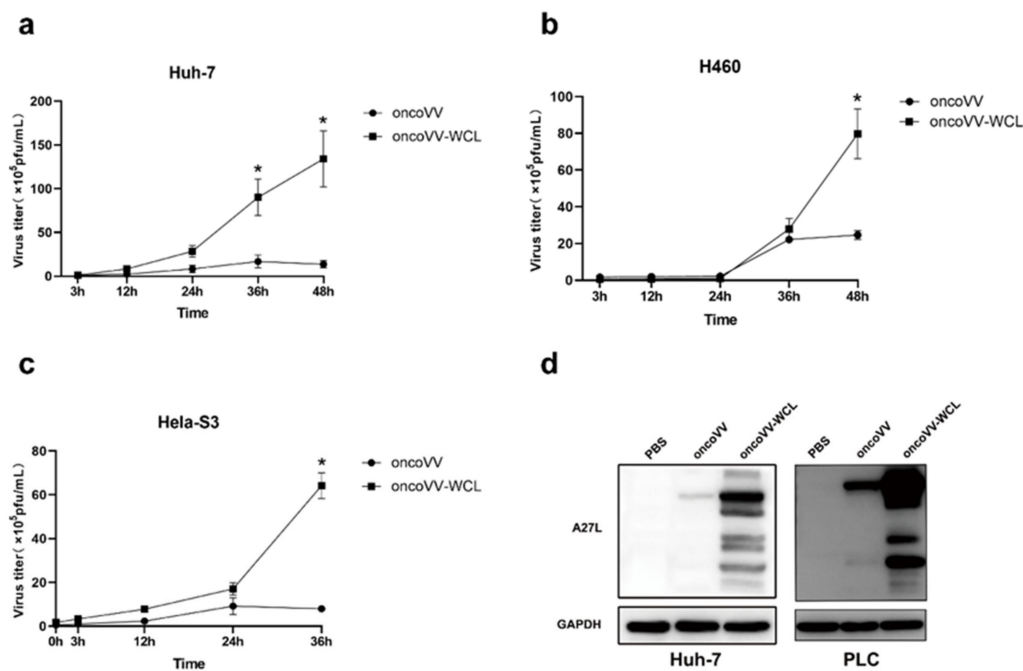 a
Huh-7
Virus titer( ×10⁵pfu/mL)
200
150
100
50
0
3h 12h 24h 36h 48h
Time
* *
oncoVV
oncoVV-WCL
b
H460
Virus titer( ×10⁵pfu/mL)
100
80
60
40
20
0
3h 12h 24h 36h 48h
Time
*
oncoVV
oncoVV-WCL
c
Hela-S3
Virus titer( ×10⁵pfu/mL)
80
60
40
20
0
0h 3h 12h 24h 36h
Time
*
oncoVV
oncoVV-WCL
d
PBS oncoVV oncoVV-WCL PBS oncoVV oncoVV-WCL
A27L
GAPDH
Huh-7 PLC